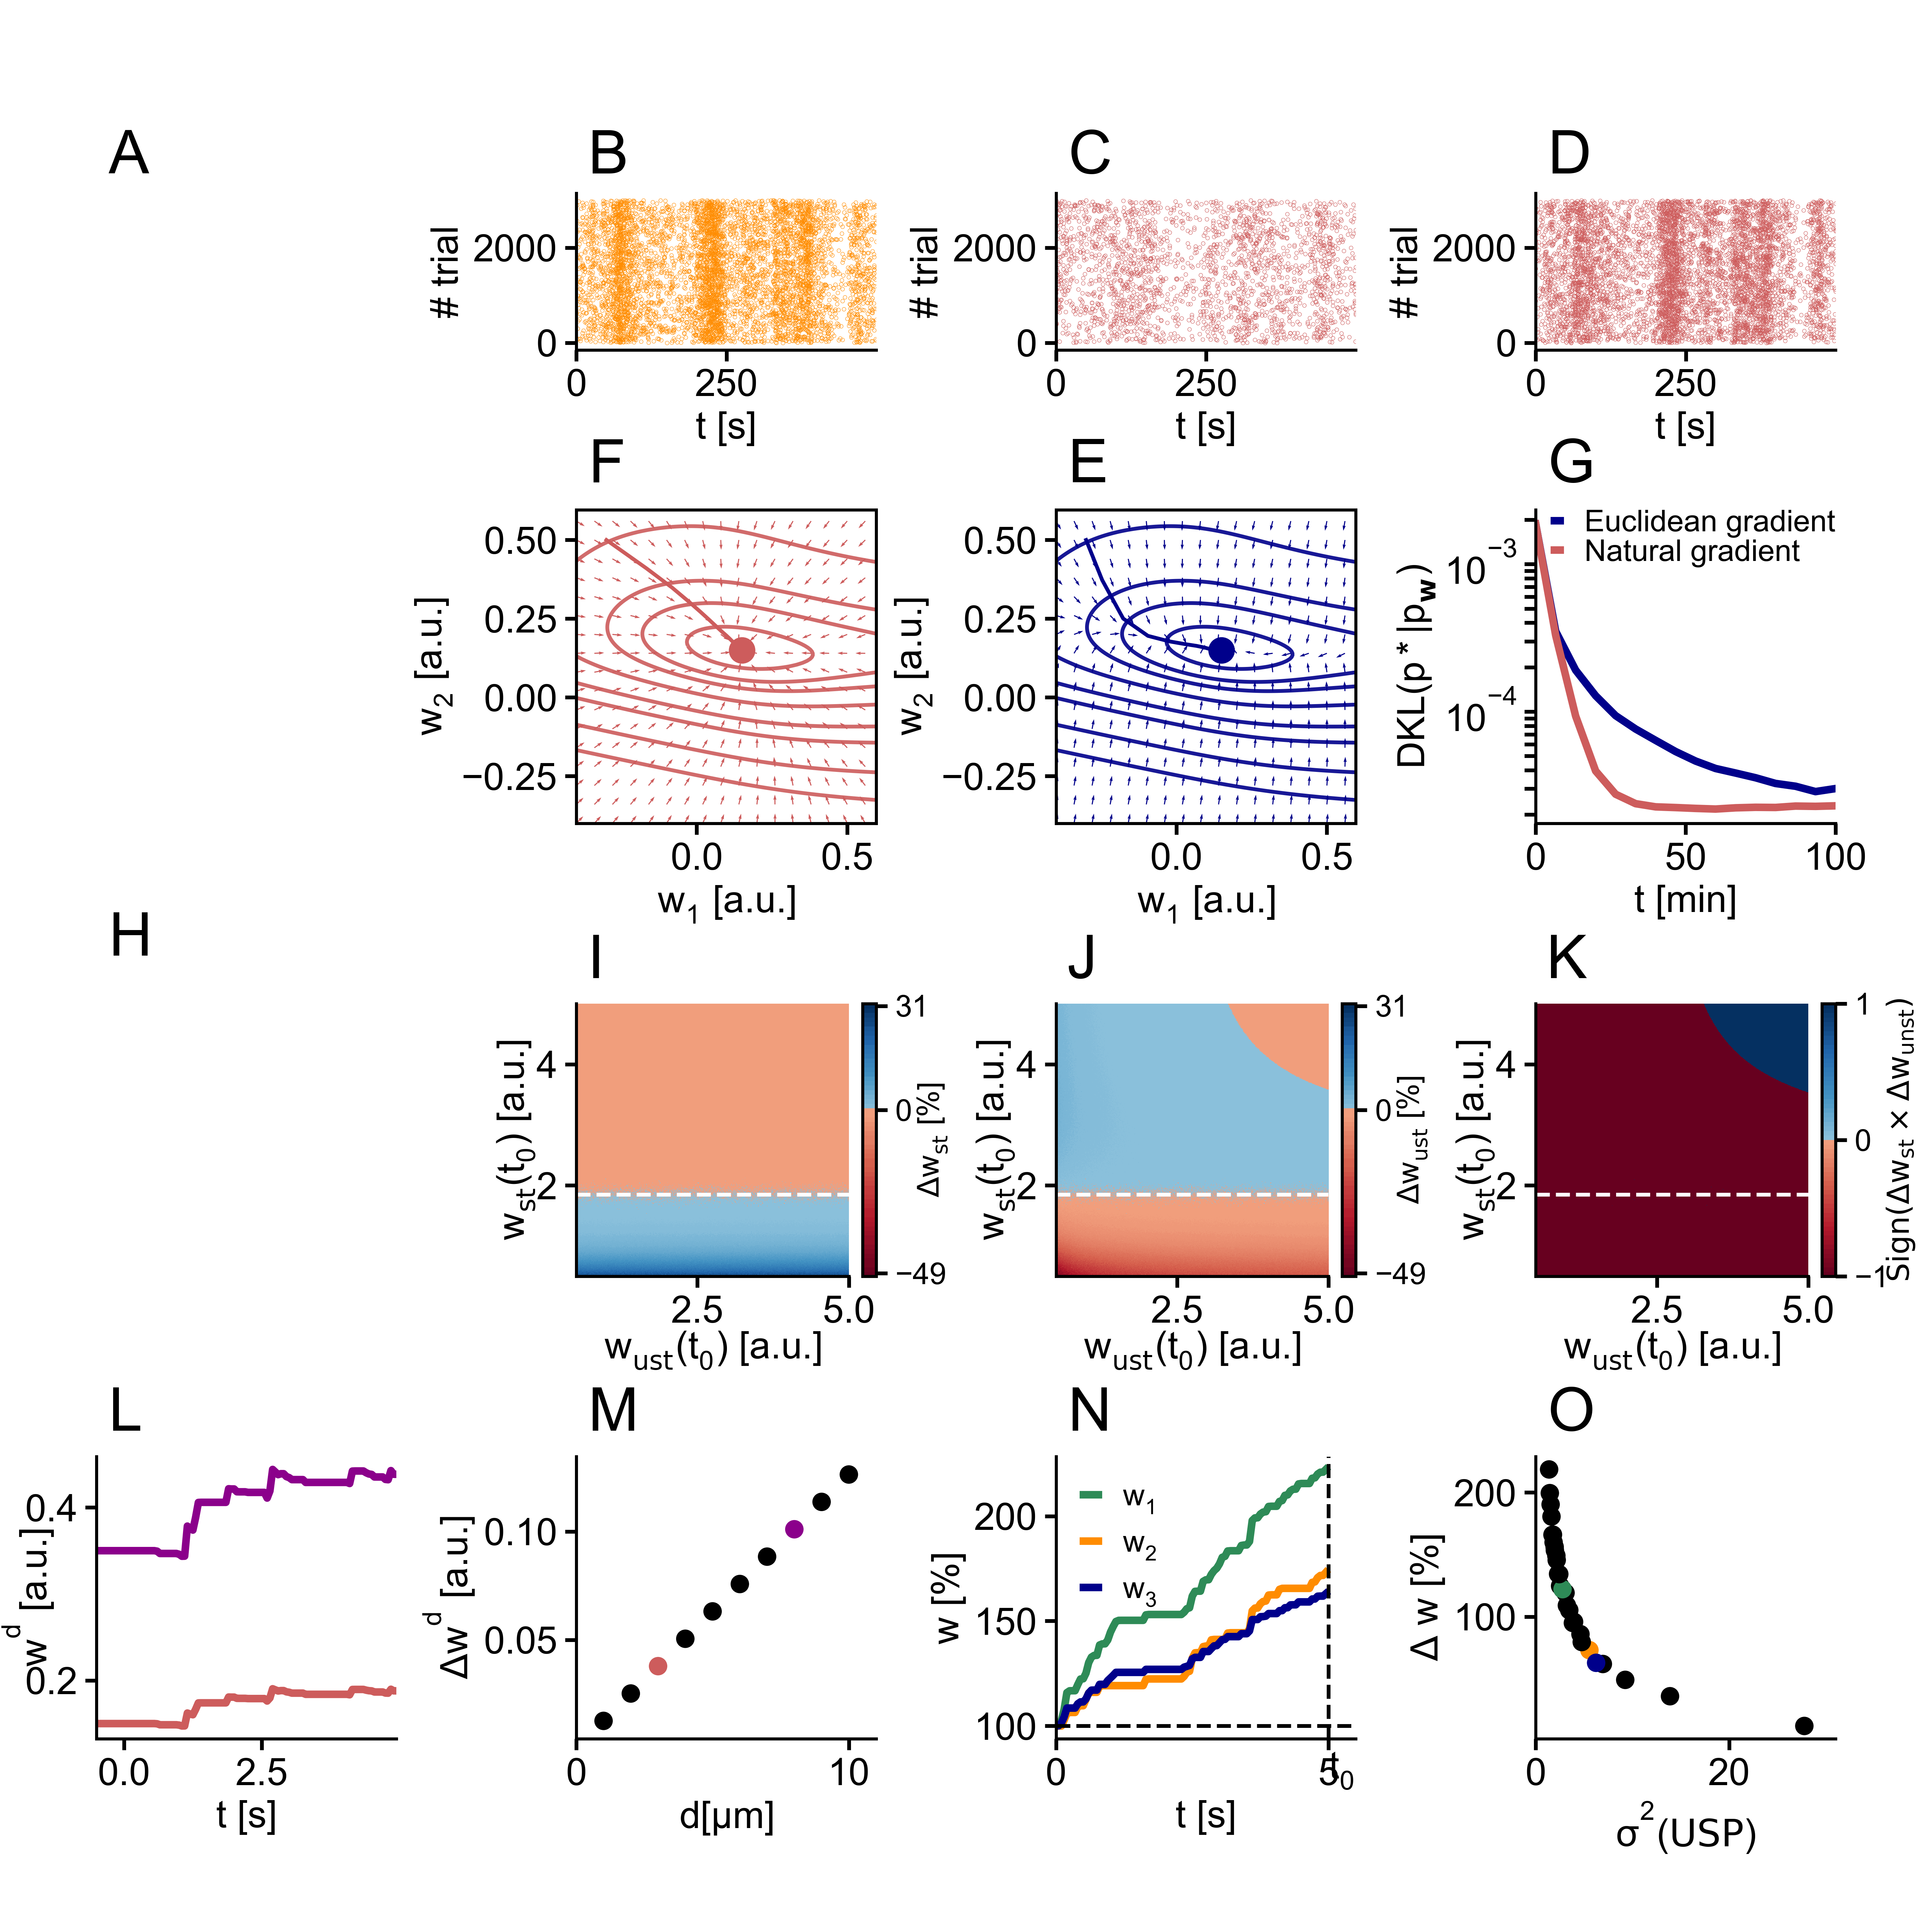 A
B
C
D
# trial
2000
0
0
250
t [s]
# trial
2000
0
0
250
t [s]
# trial
2000
0
0
250
t [s]
F
E
G
w2 [a.u.]
0.50
0.25
0.00
−0.25
0.0
0.5
w1 [a.u.]
w2 [a.u.]
0.50
0.25
0.00
−0.25
0.0
0.5
w1 [a.u.]
Euclidean gradient
Natural gradient
DKL(p*|pw)
10−3
10−4
0
50
100
t [min]
H
I
J
K
wst(t0) [a.u.]
4
2
2.5
5.0
wust(t0) [a.u.]
31
0
−49
Δwst [%]
wst(t0) [a.u.]
4
2
2.5
5.0
wust(t0) [a.u.]
31
0
−49
Δwust [%]
wst(t0) [a.u.]
4
2
2.5
5.0
wust(t0) [a.u.]
1
0
−1
Sign(Δwst × Δwunst)
L
M
N
O
0.4
0.2
0.0
2.5
t [s]
Δwd [a.u.]
0.10
0.05
0
10
d[µm]
w [%]
200
150
100
w1
w2
w3
0
5
t0
t [s]
Δ w [%]
200
100
0
20
σ2(USP)